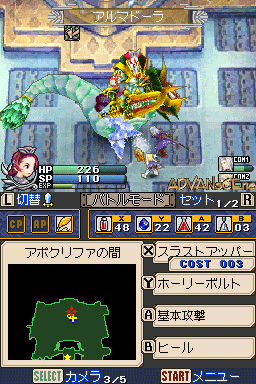 アルマドーラ
HP 226
SP 110
EXP
COM1
COM2
ADVANSCEne
L 切替 バトルモード セット1/2 R
CP AP X 48 Y 22 A 42 B 03
アポクリファの間
X スラストアッパー
COST 003
Y ホーリーボルト
A 基本攻撃
B ヒール
SELECT カメラ 3/5
START メニュー